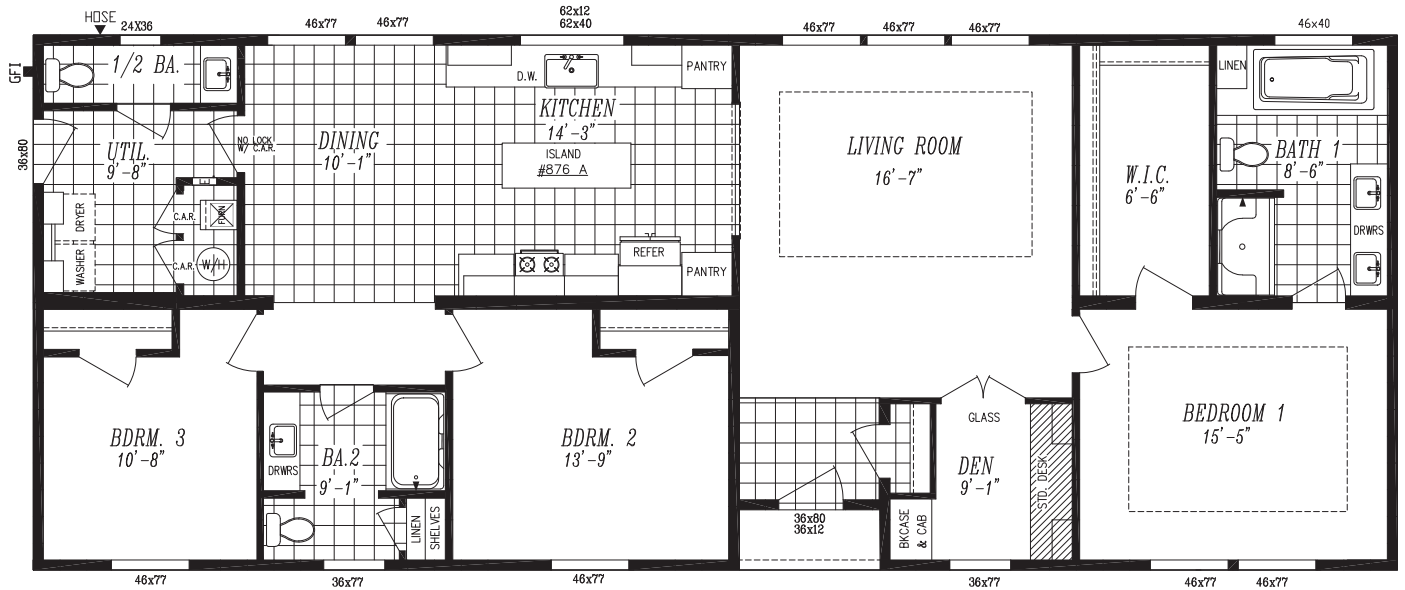 HOSE
24X36
46x77
46x77
62x12
62x40
46x77
46x77
46x77
46x40
GFI
1/2 BA.
D.W.
PANTRY
LINEN
KITCHEN
14'-3"
36x80
UTIL.
9'-8"
NO LOCK
W/ C.A.R.
DINING
10'-1"
ISLAND
#876 A
LIVING ROOM
16'-7"
W.I.C.
6'-6"
BATH 1
8'-6"
DRYER
WASHER
C.A.R.
FURN
C.A.R.
W/H
REFER
PANTRY
DRWRS
BDRM. 3
10'-8"
DRWRS
BA.2
9'-1"
LINEN
SHELVES
BDRM. 2
13'-9"
GLASS
DEN
9'-1"
STD. DESK
BKCASE
& CAB
36x80
36x12
BEDROOM 1
15'-5"
46x77
36x77
46x77
36x77
46x77
46x77